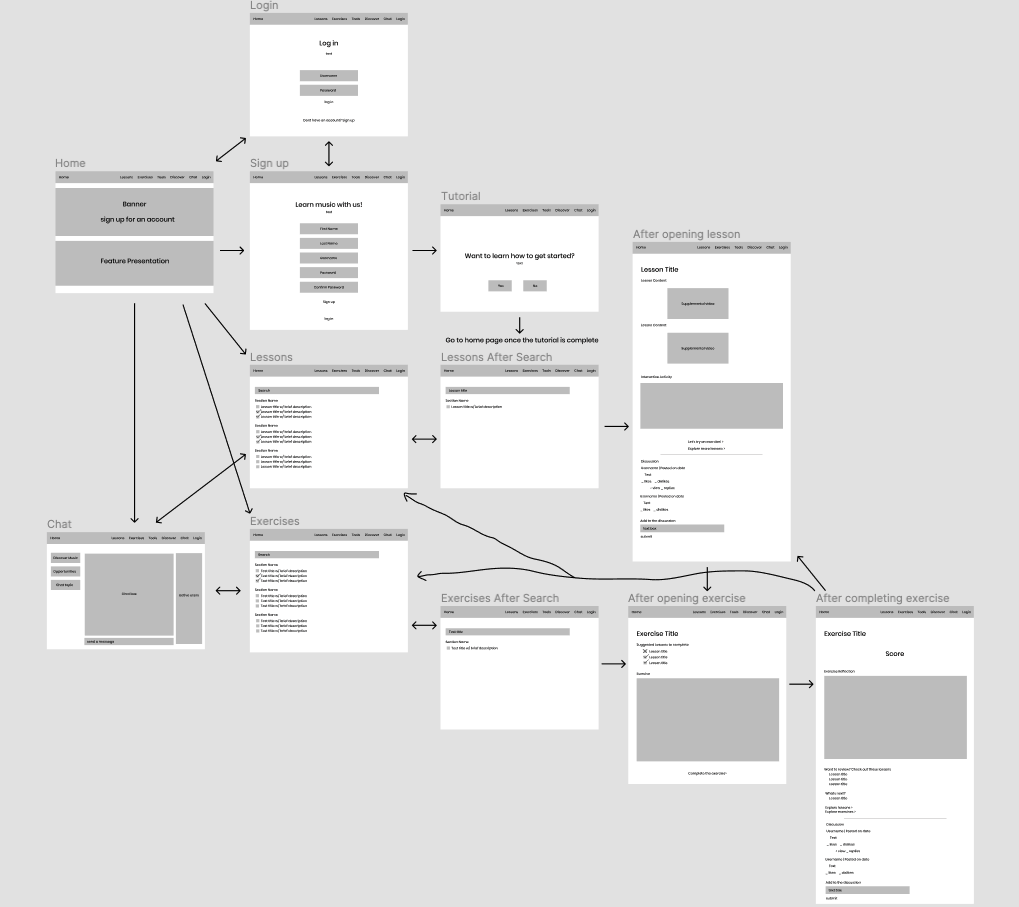 Login
Home Lessons Exercises Tools Discover Chat Login
Log in
text
Username
Password
log in
Don't have an account? Sign up
Home
Home Lessons Exercises Tools Discover Chat Login
Banner
sign up for an account
Feature Presentation
Sign up
Home Lessons Exercises Tools Discover Chat Login
Learn music with us!
text
First Name
Last Name
Username
Password
Confirm Password
Sign up
log in
Tutorial
Home Lessons Exercises Tools Discover Chat Login
Want to learn how to get started?
text
Yes No
Go to home page once the tutorial is complete
Lessons
Home Lessons Exercises Tools Discover Chat Login
Search
Section Name
Lesson title w/ brief description
Lesson title w/ brief description
Lesson title w/ brief description
Section Name
Lesson title w/ brief description
Lesson title w/ brief description
Lesson title w/ brief description
Section Name
Lesson title w/ brief description
Lesson title w/ brief description
Lesson title w/ brief description
Lessons After Search
Home Lessons Exercises Tools Discover Chat Login
Lesson title
Section Name
Lesson title w/ brief description
After opening lesson
Home Lessons Exercises Tools Discover Chat Login
Lesson Title
Lesson Content
Supplemental Video
Lesson Content
Supplemental Video
Interactive Activity
Let's try an exercise! >
Explore more lessons >
Discussion
Username | Posted on date
Text
_ likes _ dislikes
> view _ replies
Username | Posted on date
Text
_ likes _ dislikes
Add to the discussion
text box
submit
Chat
Home Lessons Exercises Tools Discover Chat Login
Discover Music
Opportunities
Chat topic
Chat box
active users
send a message
Exercises
Home Lessons Exercises Tools Discover Chat Login
Search
Section Name
Test title w/ brief description
Test title w/ brief description
Test title w/ brief description
Section Name
Test title w/ brief description
Test title w/ brief description
Test title w/ brief description
Section Name
Test title w/ brief description
Test title w/ brief description
Test title w/ brief description
Exercises After Search
Home Lessons Exercises Tools Discover Chat Login
Test title
Section Name
Test title w/ brief description
After opening exercise
Home Lessons Exercises Tools Discover Chat Login
Exercise Title
Suggested Lessons to complete
Lesson title
Lesson title
Lesson title
Exercise
Complete the exercise!
After completing exercise
Home Lessons Exercises Tools Discover Chat Login
Exercise Title
Score
Exercise Reflection
Want to review? Check out these lessons
Lesson title
Lesson title
Lesson title
What's next?
Lesson title
Explore lessons >
Explore exercises >
Discussion
Username | Posted on date
Text
_ likes _ dislikes
> view _ replies
Username | Posted on date
Text
_ likes _ dislikes
Add to the discussion
text box
submit